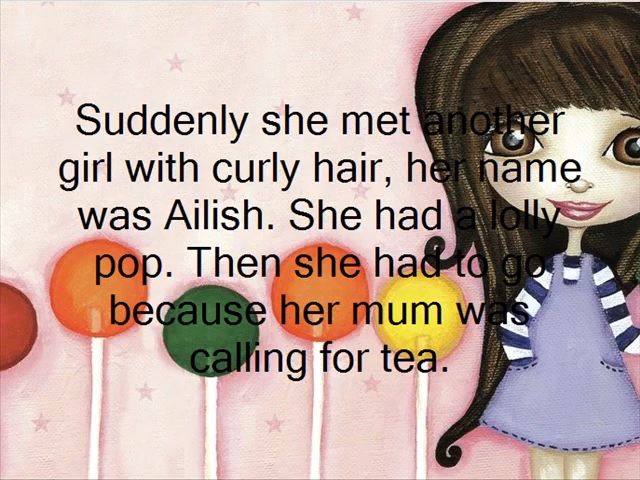 Suddenly she met another
girl with curly hair, her name
was Ailish. She had a lolly
pop. Then she had to go
because her mum was
calling for tea.